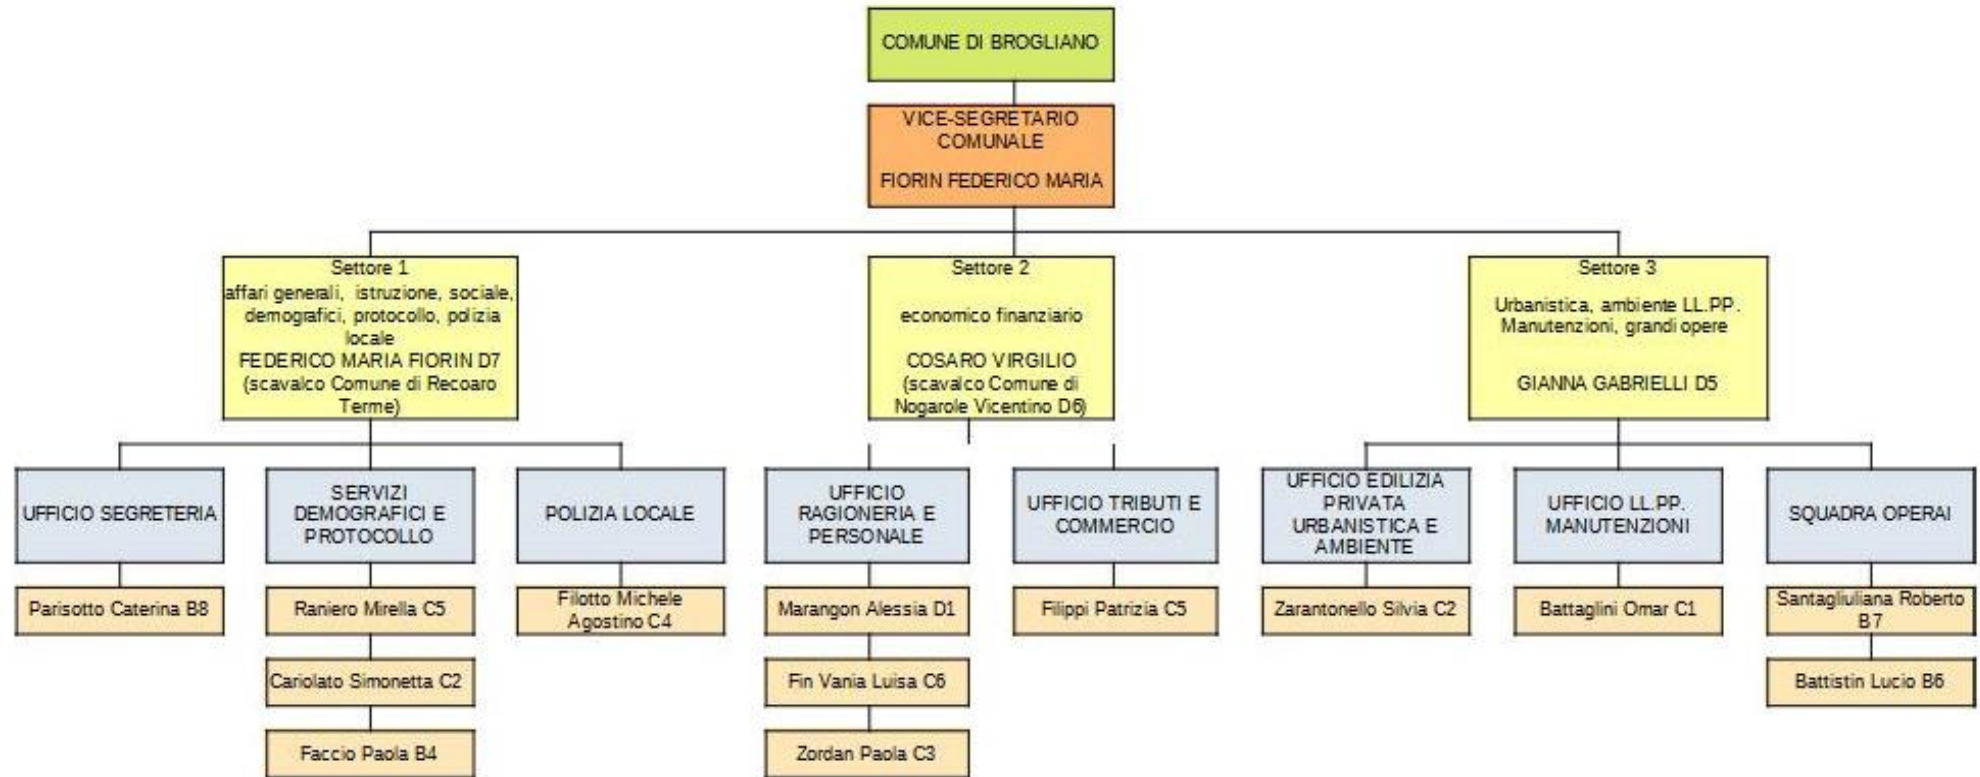 COMUNE DI BROGLIANO
VICE-SEGRETARIO
COMUNALE
FIORIN FEDERICO MARIA
Settore 1
affari generali, istruzione, sociale,
demografici, protocollo, polizia
locale
FEDERICO MARIA FIORIN D7
(scavalco Comune di Recoaro
Terme)
Settore 2
economico finanziario
COSARO VIRGILIO
(scavalco Comune di
Nogarole Vicentino D6)
Settore 3
Urbanistica, ambiente LL.PP.
Manutenzioni, grandi opere
GIANNA GABRIELLI D5
UFFICIO SEGRETERIA
SERVIZI
DEMOGRAFICI E
PROTOCOLLO
POLIZIA LOCALE
UFFICIO
RAGIONERIA E
PERSONALE
UFFICIO TRIBUTI E
COMMERCIO
UFFICIO EDILIZIA
PRIVATA
URBANISTICA E
AMBIENTE
UFFICIO LL.PP.
MANUTENZIONI
SQUADRA OPERAI
Parisotto Caterina B8
Raniero Mirella C5
Filotto Michele
Agostino C4
Marangon Alessia D1
Filippi Patrizia C5
Zarantonello Silvia C2
Battaglini Omar C1
Santagliuliana Roberto
B7
Cariolato Simonetta C2
Fin Vania Luisa C6
Battistin Lucio B6
Faccio Paola B4
Zordan Paola C3